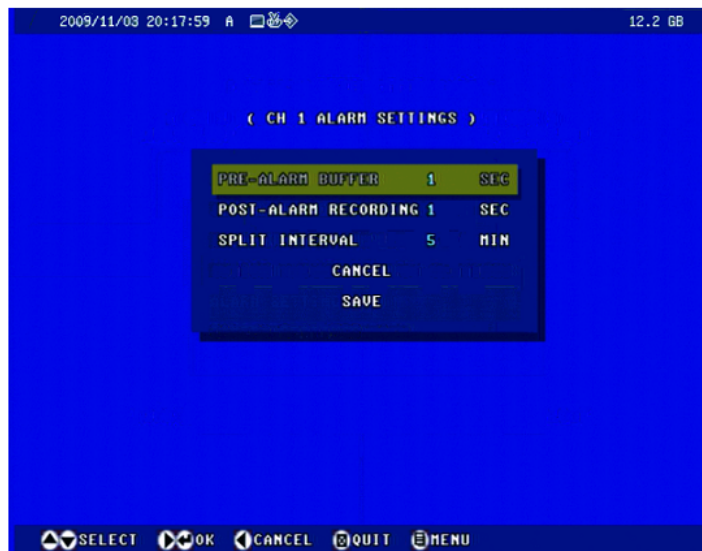 2009/11/03 20:17:59 A 12.2 GB
( CH 1 ALARM SETTINGS )
PRE-ALARM BUFFER 1 SEC
POST-ALARM RECORDING 1 SEC
SPLIT INTERVAL 5 MIN
CANCEL
SAVE
SELECT OK CANCEL QUIT MENU